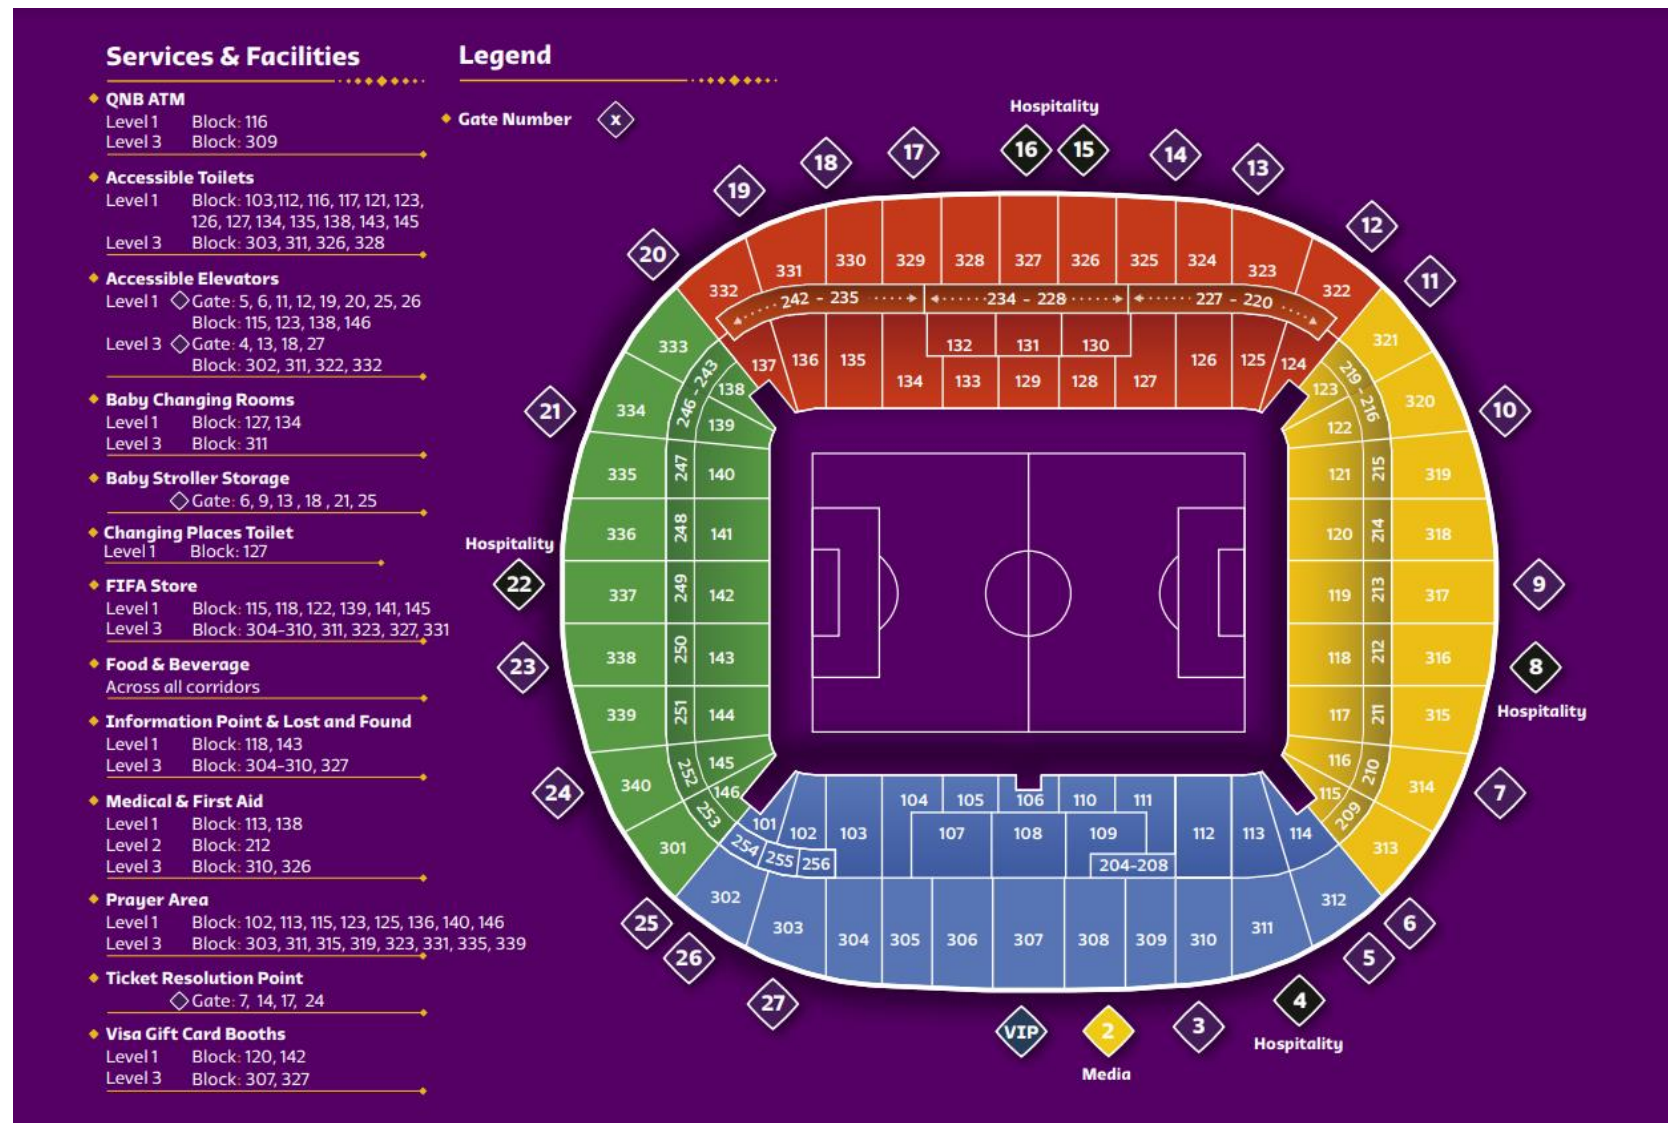 Services & Facilities
QNB ATM
Level 1 Block: 116
Level 3 Block: 309
Accessible Toilets
Level 1 Block: 103,112, 116, 117, 121, 123,
126, 127, 134, 135, 138, 143, 145
Level 3 Block: 303, 311, 326, 328
Accessible Elevators
Level 1 Gate: 5, 6, 11, 12, 19, 20, 25, 26
Block: 115, 123, 138, 146
Level 3 Gate: 4, 13, 18, 27
Block: 302, 311, 322, 332
Baby Changing Rooms
Level 1 Block: 127, 134
Level 3 Block: 311
Baby Stroller Storage
Gate: 6, 9, 13 , 18 , 21, 25
Changing Places Toilet
Level 1 Block: 127
FIFA Store
Level 1 Block: 115, 118, 122, 139, 141, 145
Level 3 Block: 304-310, 311, 323, 327, 331
Food & Beverage
Across all corridors
Information Point & Lost and Found
Level 1 Block: 118, 143
Level 3 Block: 304-310, 327
Medical & First Aid
Level 1 Block: 113, 138
Level 2 Block: 212
Level 3 Block: 310, 326
Prayer Area
Level 1 Block: 102, 113, 115, 123, 125, 136, 140, 146
Level 3 Block: 303, 311, 315, 319, 323, 331, 335, 339
Ticket Resolution Point
Gate: 7, 14, 17, 24
Visa Gift Card Booths
Level 1 Block: 120, 142
Level 3 Block: 307, 327
Legend
Gate Number X
Hospitality
18 17 16 15 14 13
19 12
20 11
21 10
Hospitality
22 9
23 8
Hospitality
24 7
25 6
26 5
27 VIP 2 3 4
Hospitality
Media
332 331 330 329 328 327 326 325 324 323 322
242 - 235 234 - 228 227 - 220
132 131 130
137 136 135 134 133 129 128 127 126 125 124
333 246 - 243 138 123 219 - 216 321
334 139 122 320
335 247 140 121 215 319
336 248 141 120 214 318
337 249 142 119 213 317
338 250 143 118 212 316
339 251 144 117 211 315
340 252 145 116 210 314
301 253 146 115 209 313
104 105 106 110 111
101 102 103 107 108 109 112 113 114
254 255 256 204-208
302 303 304 305 306 307 308 309 310 311 312